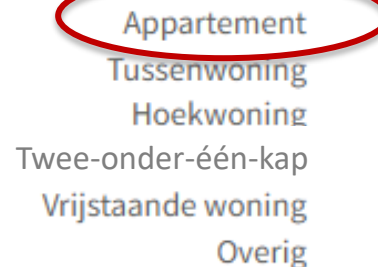 Appartement
Tussenwoning
Hoekwoning
Twee-onder-één-kap
Vrijstaande woning
Overig